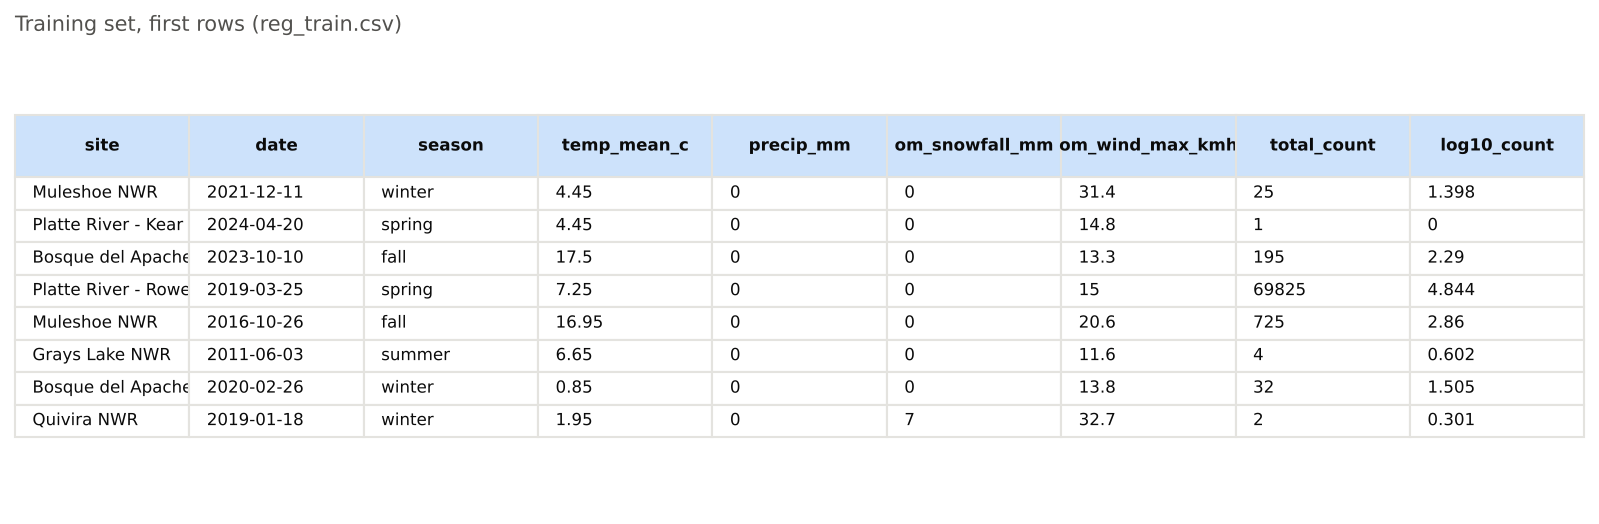 Training set, first rows (reg_train.csv)
site date season temp_mean_c precip_mm om_snowfall_mm om_wind_max_kmh total_count log10_count
Muleshoe NWR 2021-12-11 winter 4.45 0 0 31.4 25 1.398
Platte River - Kear 2024-04-20 spring 4.45 0 0 14.8 1 0
Bosque del Apache 2023-10-10 fall 17.5 0 0 13.3 195 2.29
Platte River - Rowe 2019-03-25 spring 7.25 0 0 15 69825 4.844
Muleshoe NWR 2016-10-26 fall 16.95 0 0 20.6 725 2.86
Grays Lake NWR 2011-06-03 summer 6.65 0 0 11.6 4 0.602
Bosque del Apache 2020-02-26 winter 0.85 0 0 13.8 32 1.505
Quivira NWR 2019-01-18 winter 1.95 0 7 32.7 2 0.301